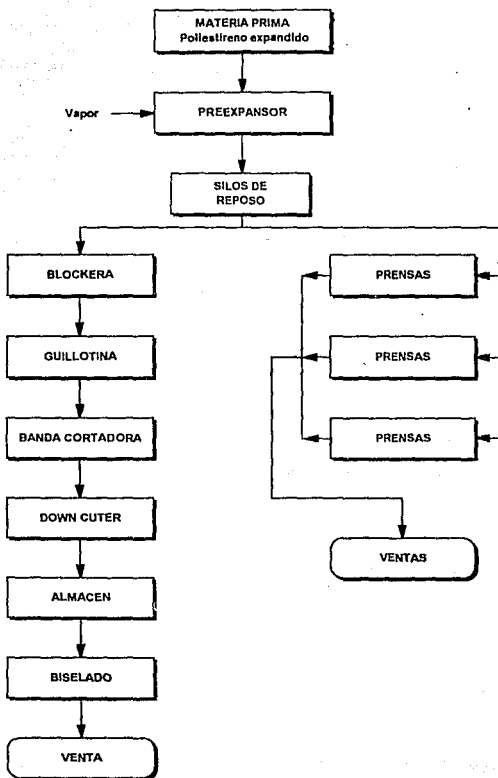 MATERIA PRIMA
Poliestireno expandido
Vapor
PREEXPANSOR
SILOS DE
REPOSO
BLOCKERA
GUILLOTINA
BANDA CORTADORA
DOWN CUTER
ALMACEN
BISELADO
VENTA
PRENSAS
PRENSAS
PRENSAS
VENTAS